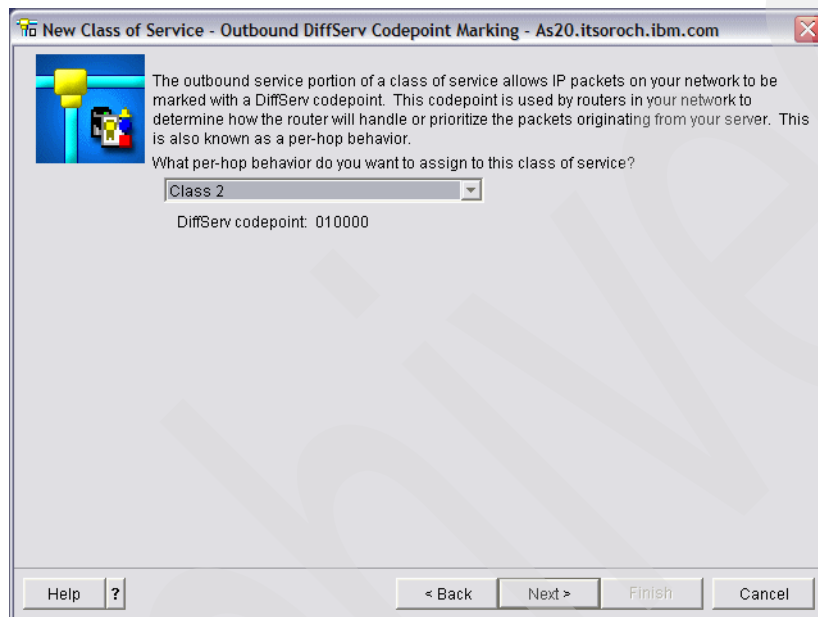 New Class of Service - Outbound DiffServ Codepoint Marking - As20.itsoroch.ibm.com
The outbound service portion of a class of service allows IP packets on your network to be
marked with a DiffServ codepoint. This codepoint is used by routers in your network to
determine how the router will handle or prioritize the packets originating from your server. This
is also known as a per-hop behavior.
What per-hop behavior do you want to assign to this class of service?
Class 2
DiffServ codepoint: 010000
Help ? < Back Next > Finish Cancel